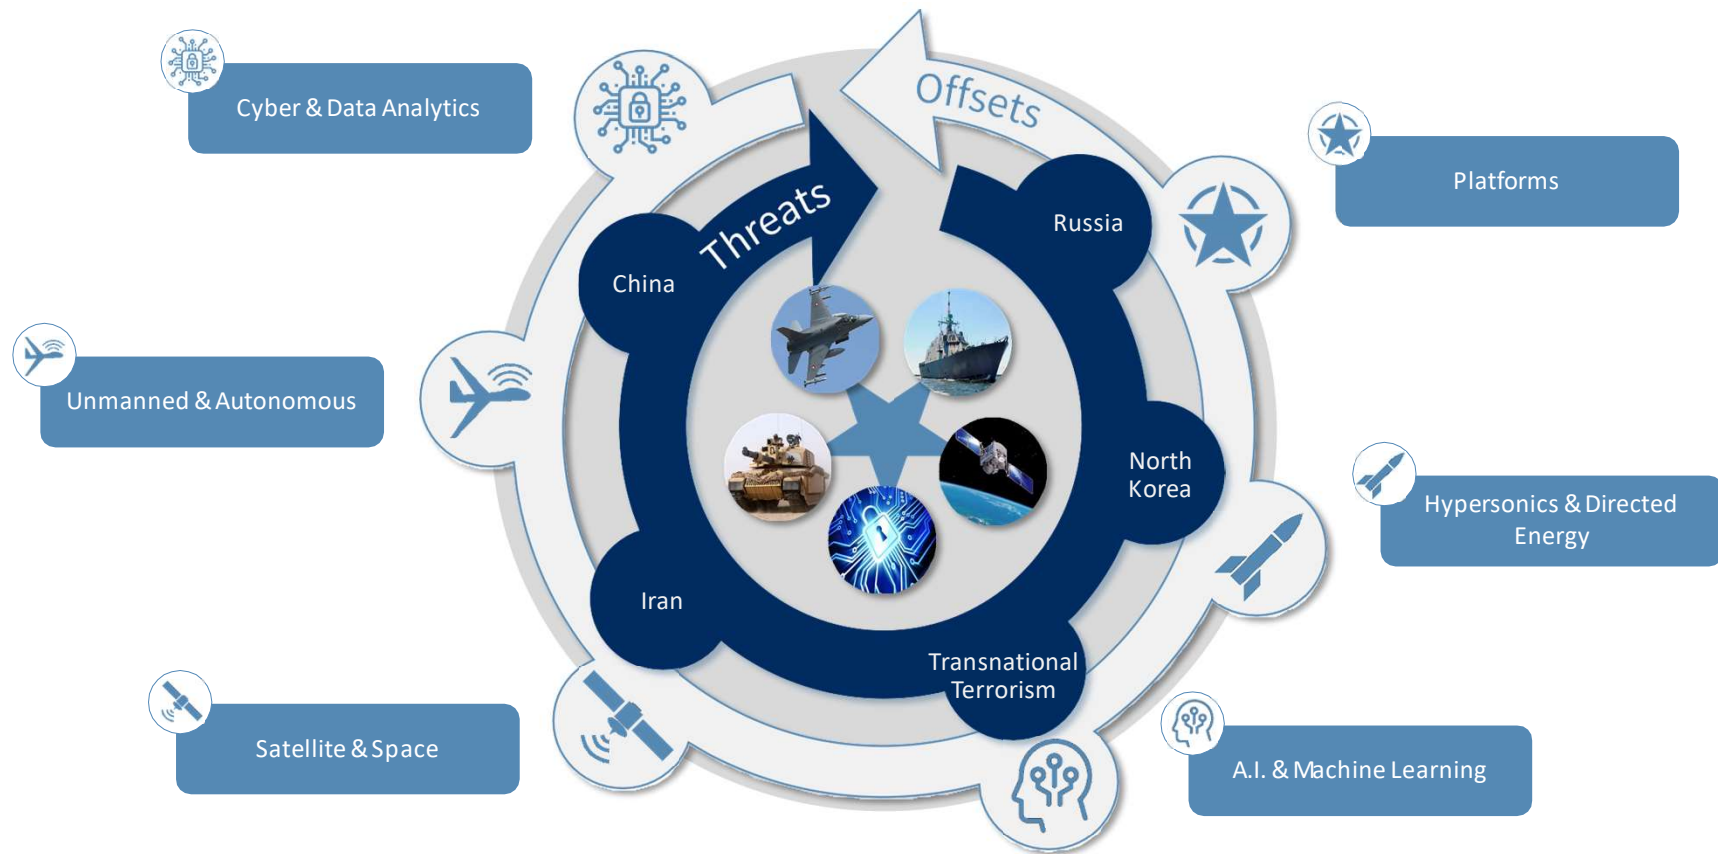 Cyber & Data Analytics
Offsets
Platforms
Threats
Russia
China
Unmanned & Autonomous
North
Korea
Hypersonics & Directed
Energy
Iran
Transnational
Terrorism
Satellite & Space
A.I. & Machine Learning